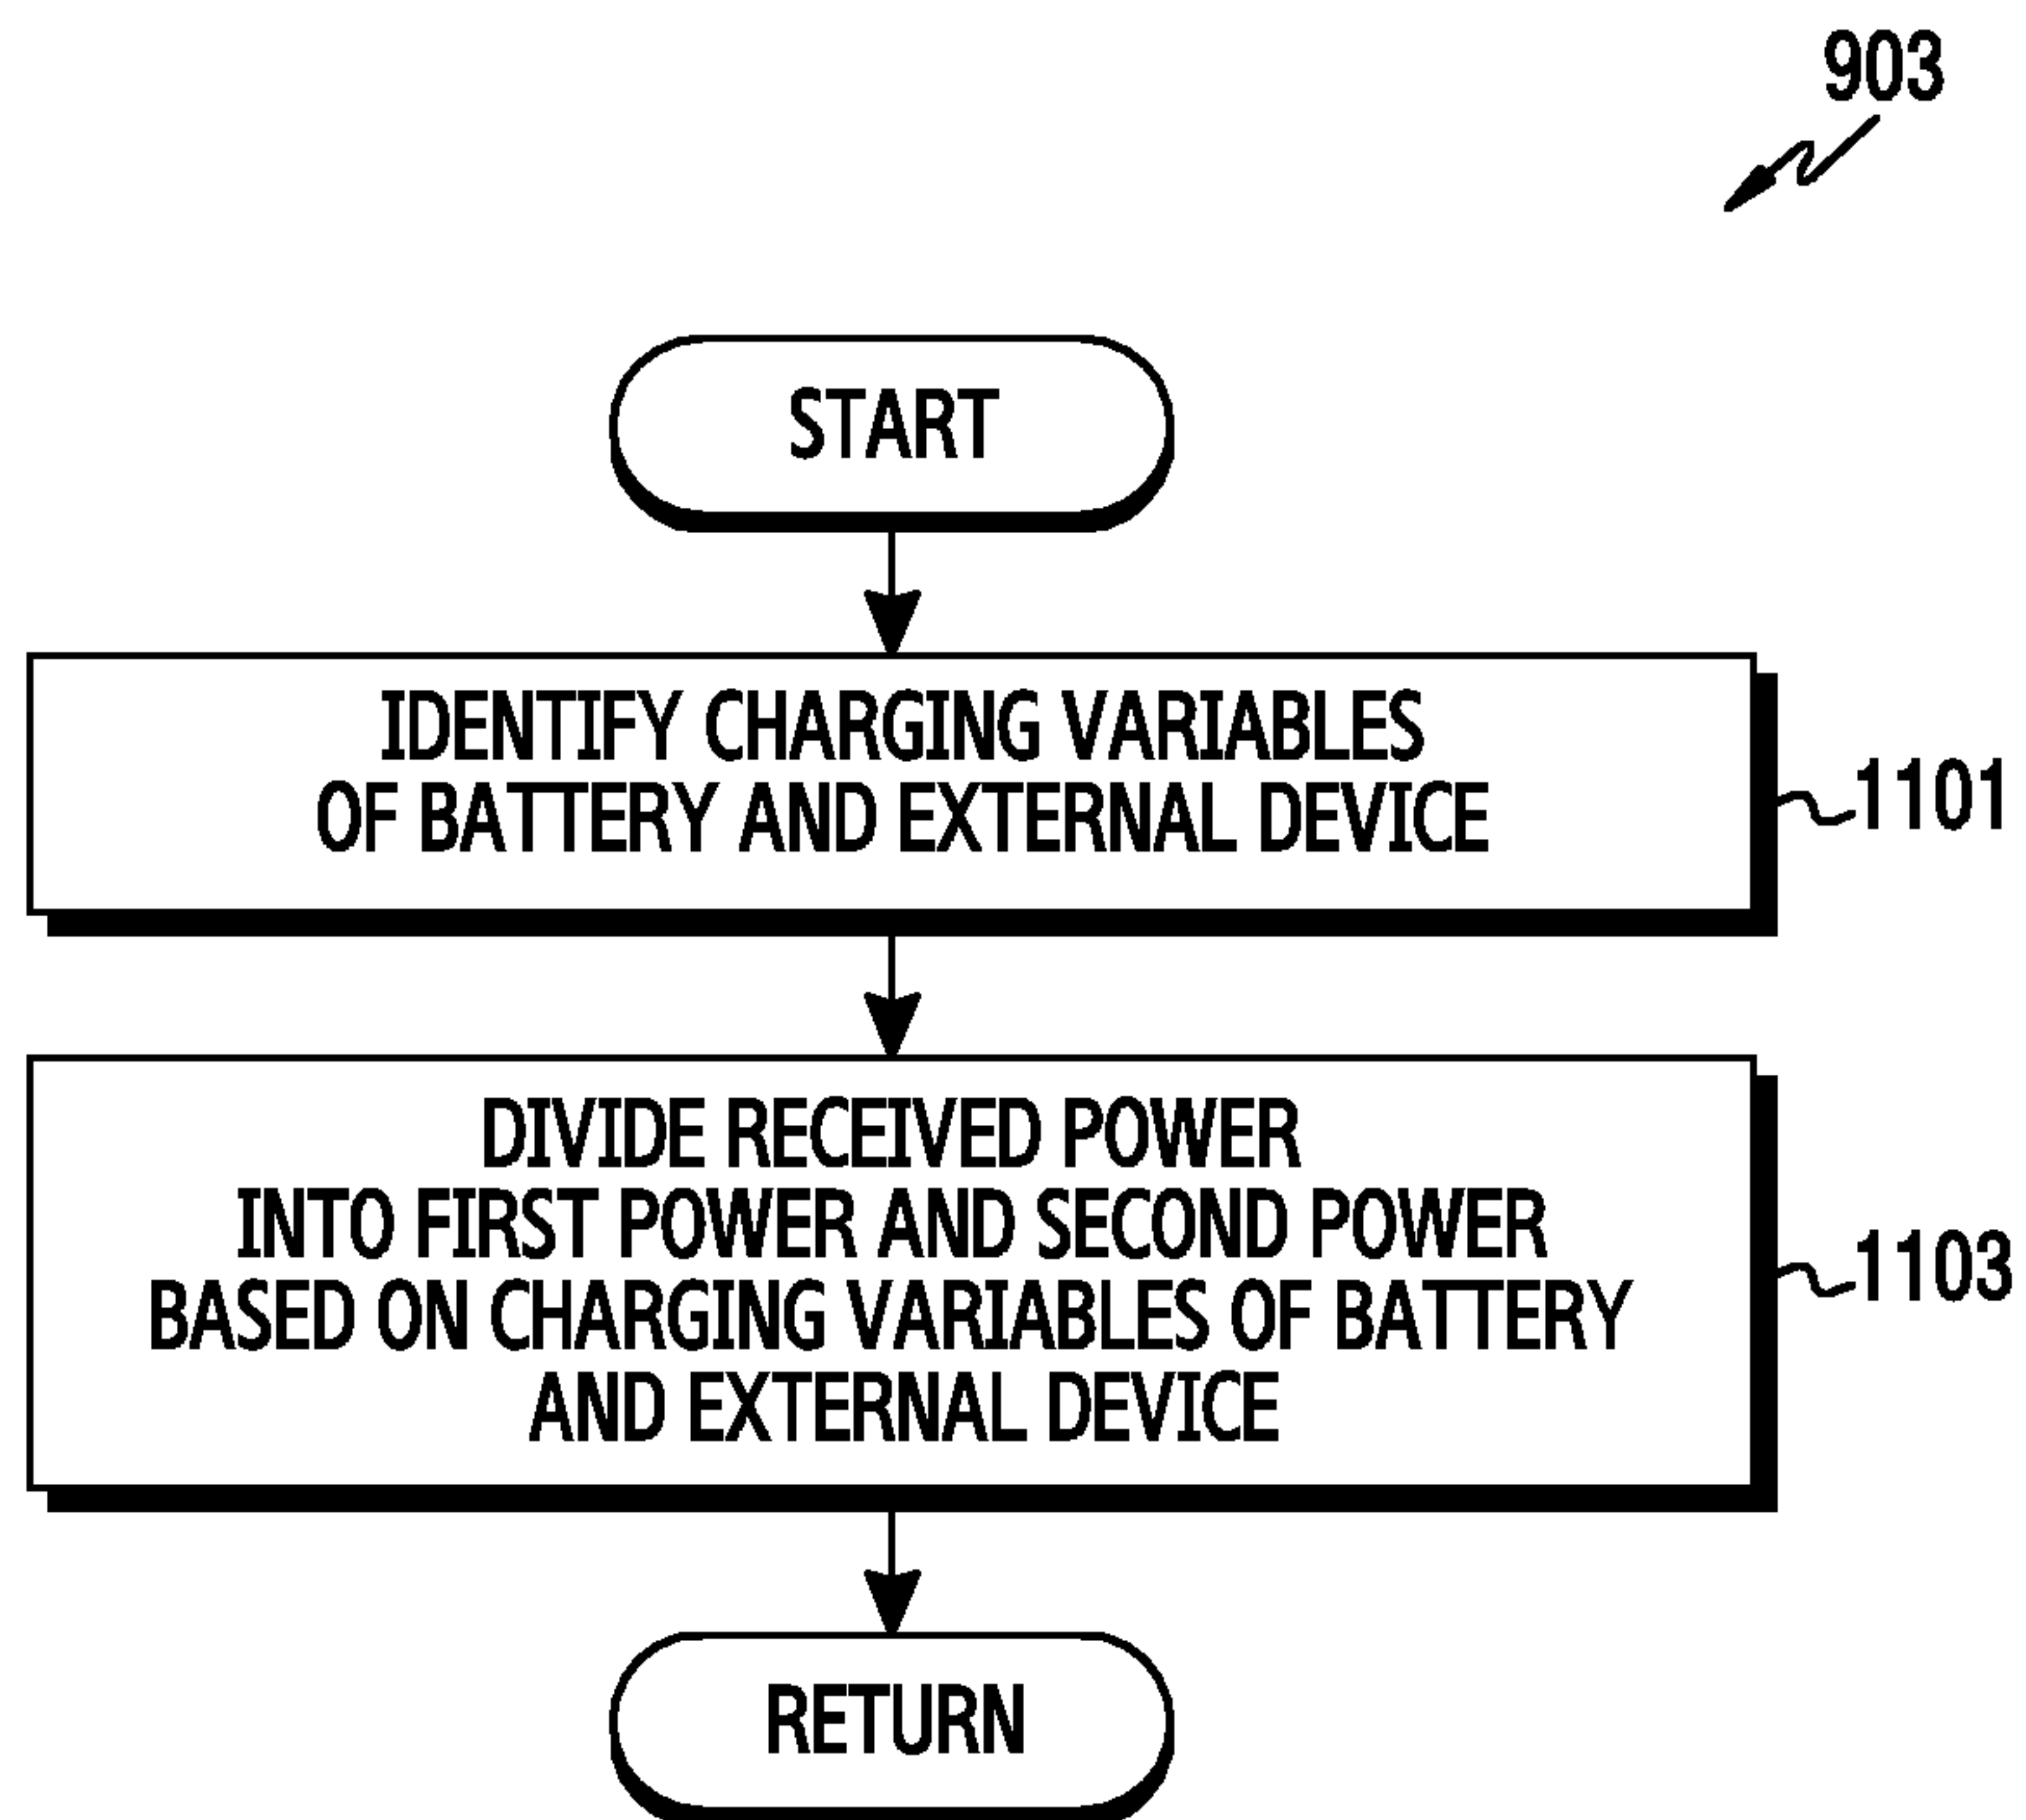 903
START
IDENTIFY CHARGING VARIABLES
OF BATTERY AND EXTERNAL DEVICE
1101
DIVIDE RECEIVED POWER
INTO FIRST POWER AND SECOND POWER
BASED ON CHARGING VARIABLES OF BATTERY
AND EXTERNAL DEVICE
1103
RETURN